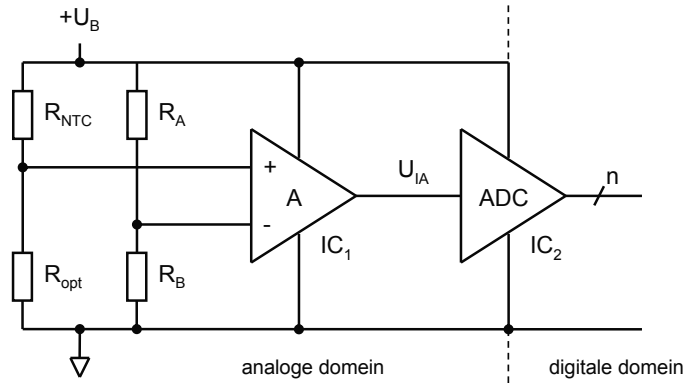 +U_B
R_NTC
R_A
+
A
-
IC_1
U_IA
ADC
n
IC_2
R_opt
R_B
analoge domein
digitale domein